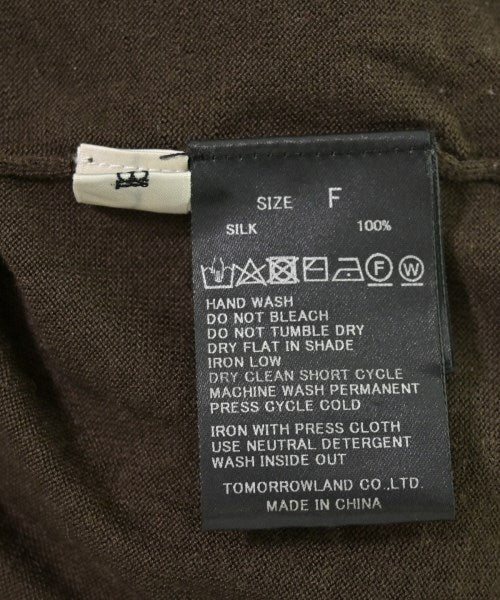 SIZE F
SILK 100%
F W
HAND WASH
DO NOT BLEACH
DO NOT TUMBLE DRY
DRY FLAT IN SHADE
IRON LOW
DRY CLEAN SHORT CYCLE
MACHINE WASH PERMANENT
PRESS CYCLE COLD
IRON WITH PRESS CLOTH
USE NEUTRAL DETERGENT
WASH INSIDE OUT
TOMORROWLAND CO.,LTD.
MADE IN CHINA